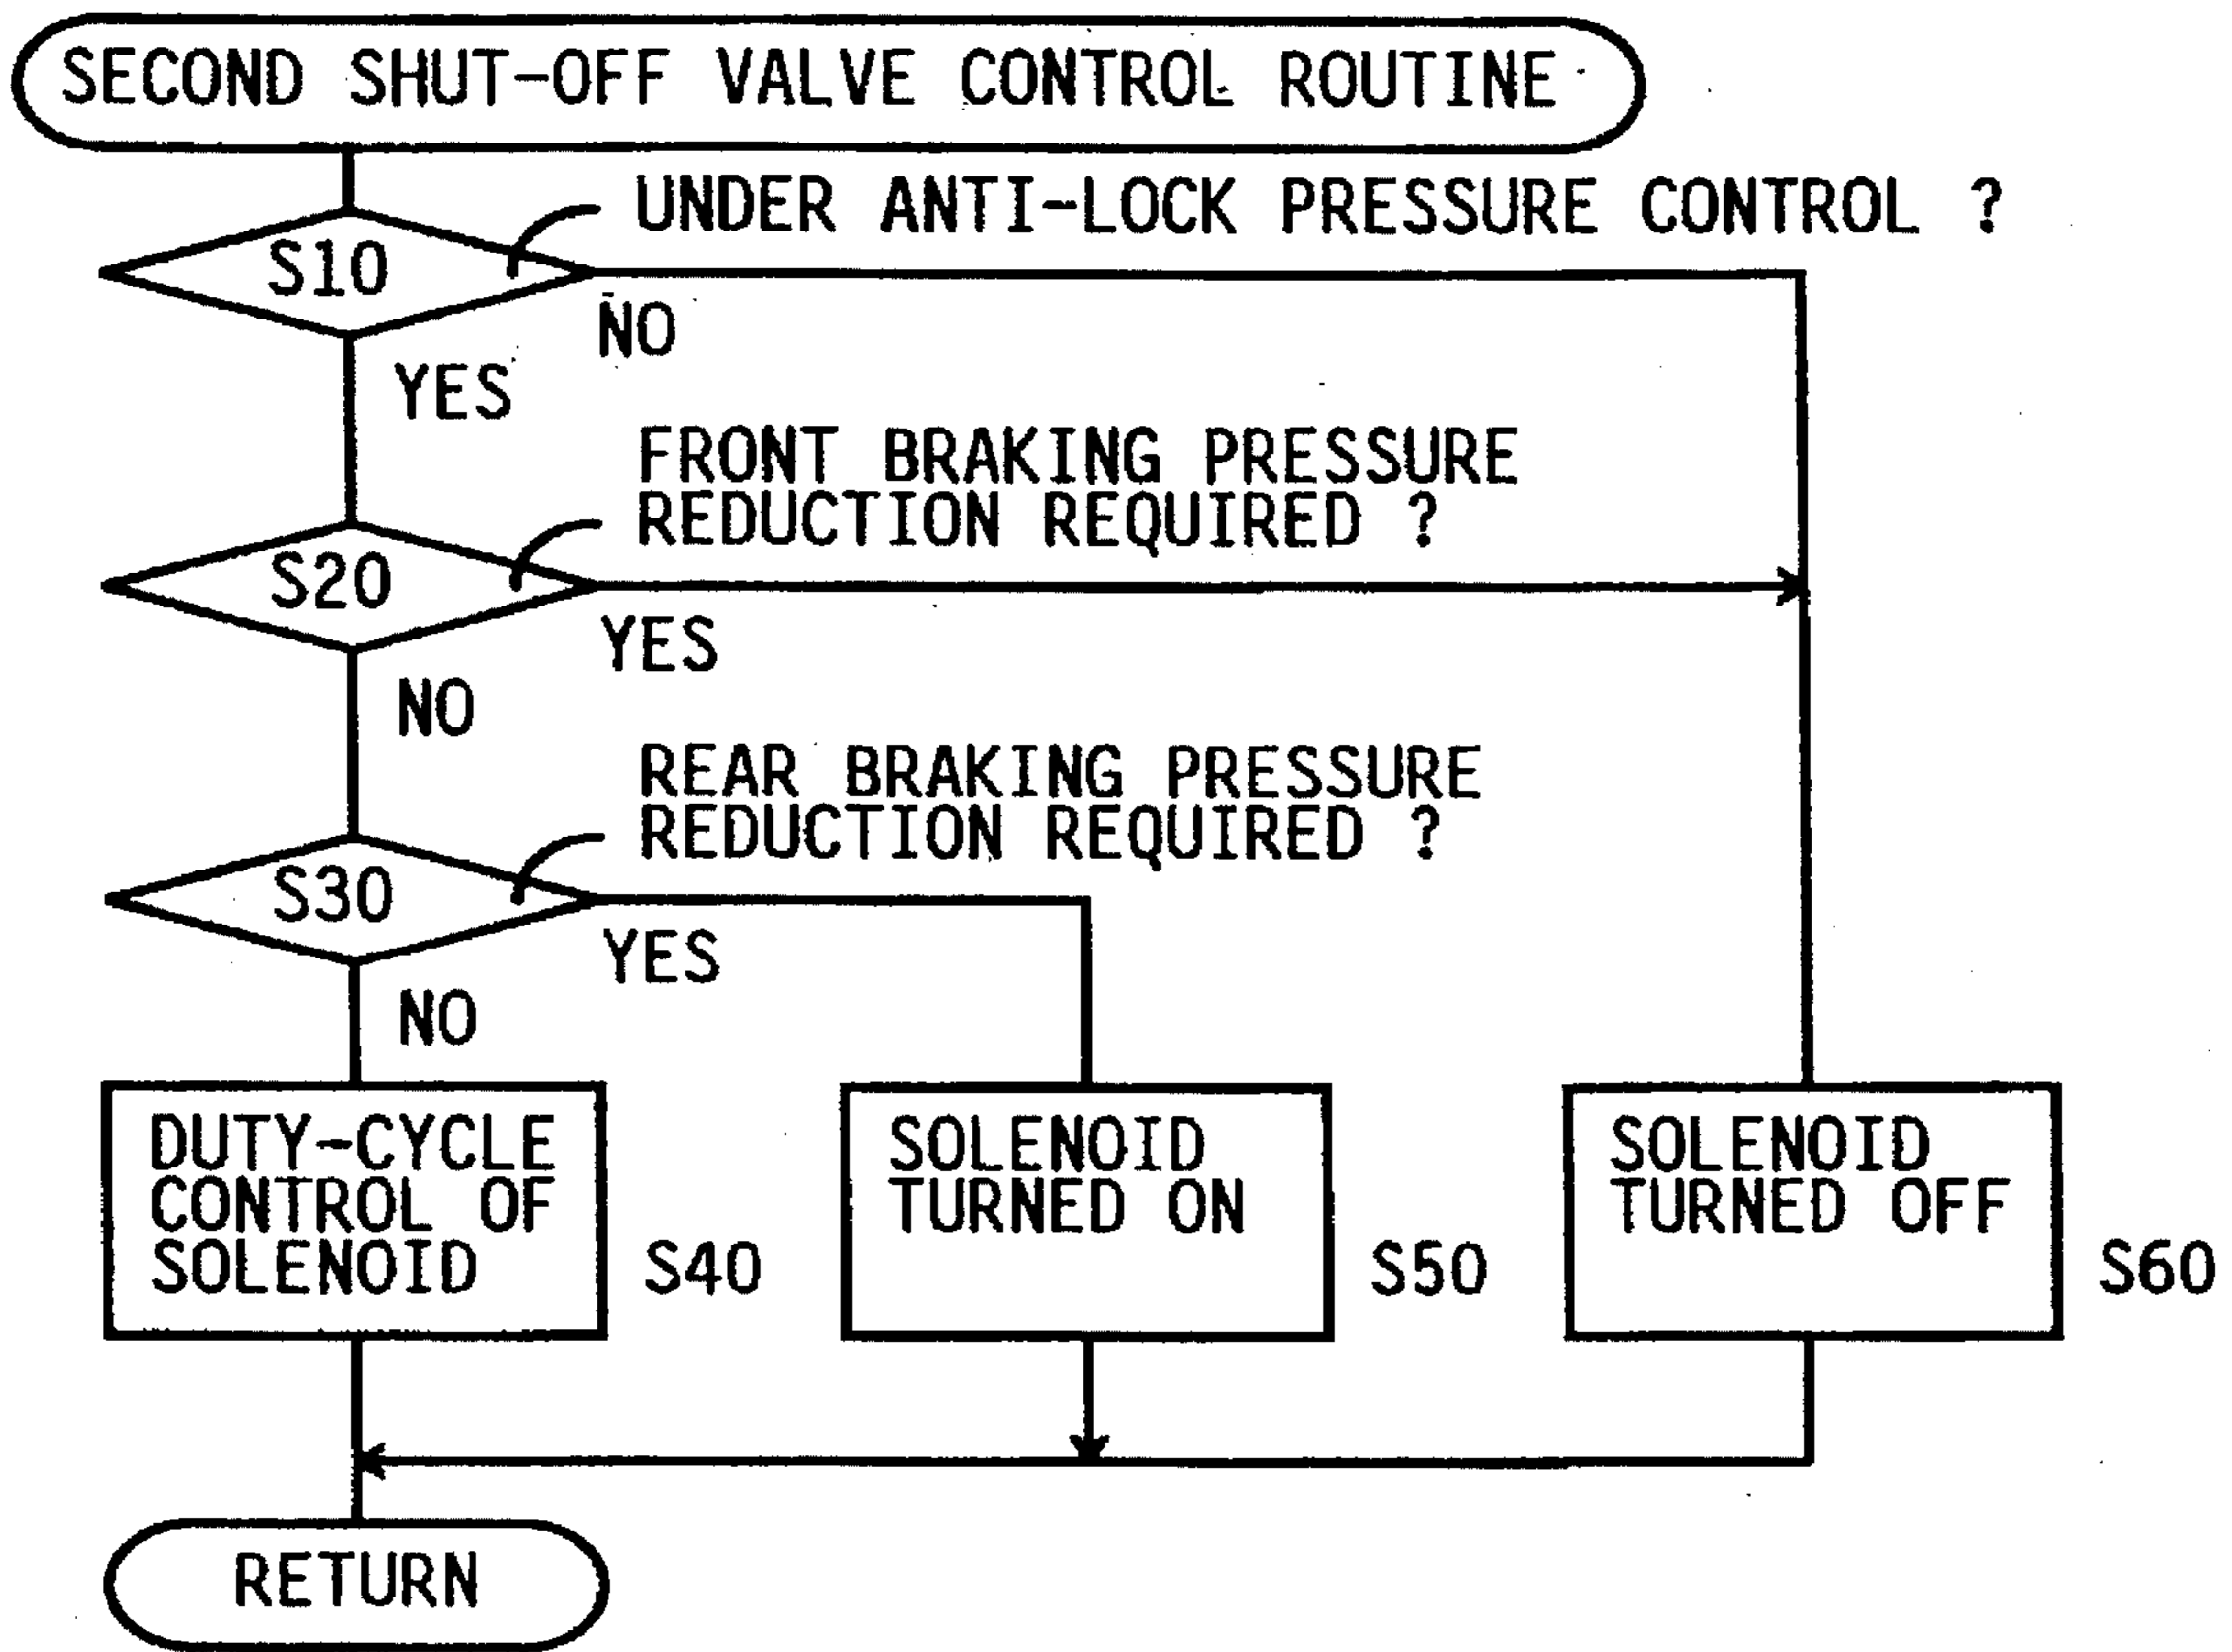 SECOND SHUT-OFF VALVE CONTROL ROUTINE
UNDER ANTI-LOCK PRESSURE CONTROL ?
S10
NO
YES
FRONT BRAKING PRESSURE
REDUCTION REQUIRED ?
S20
YES
NO
REAR BRAKING PRESSURE
REDUCTION REQUIRED ?
S30
YES
NO
DUTY-CYCLE
CONTROL OF
SOLENOID
S40
SOLENOID
TURNED ON
S50
SOLENOID
TURNED OFF
S60
RETURN